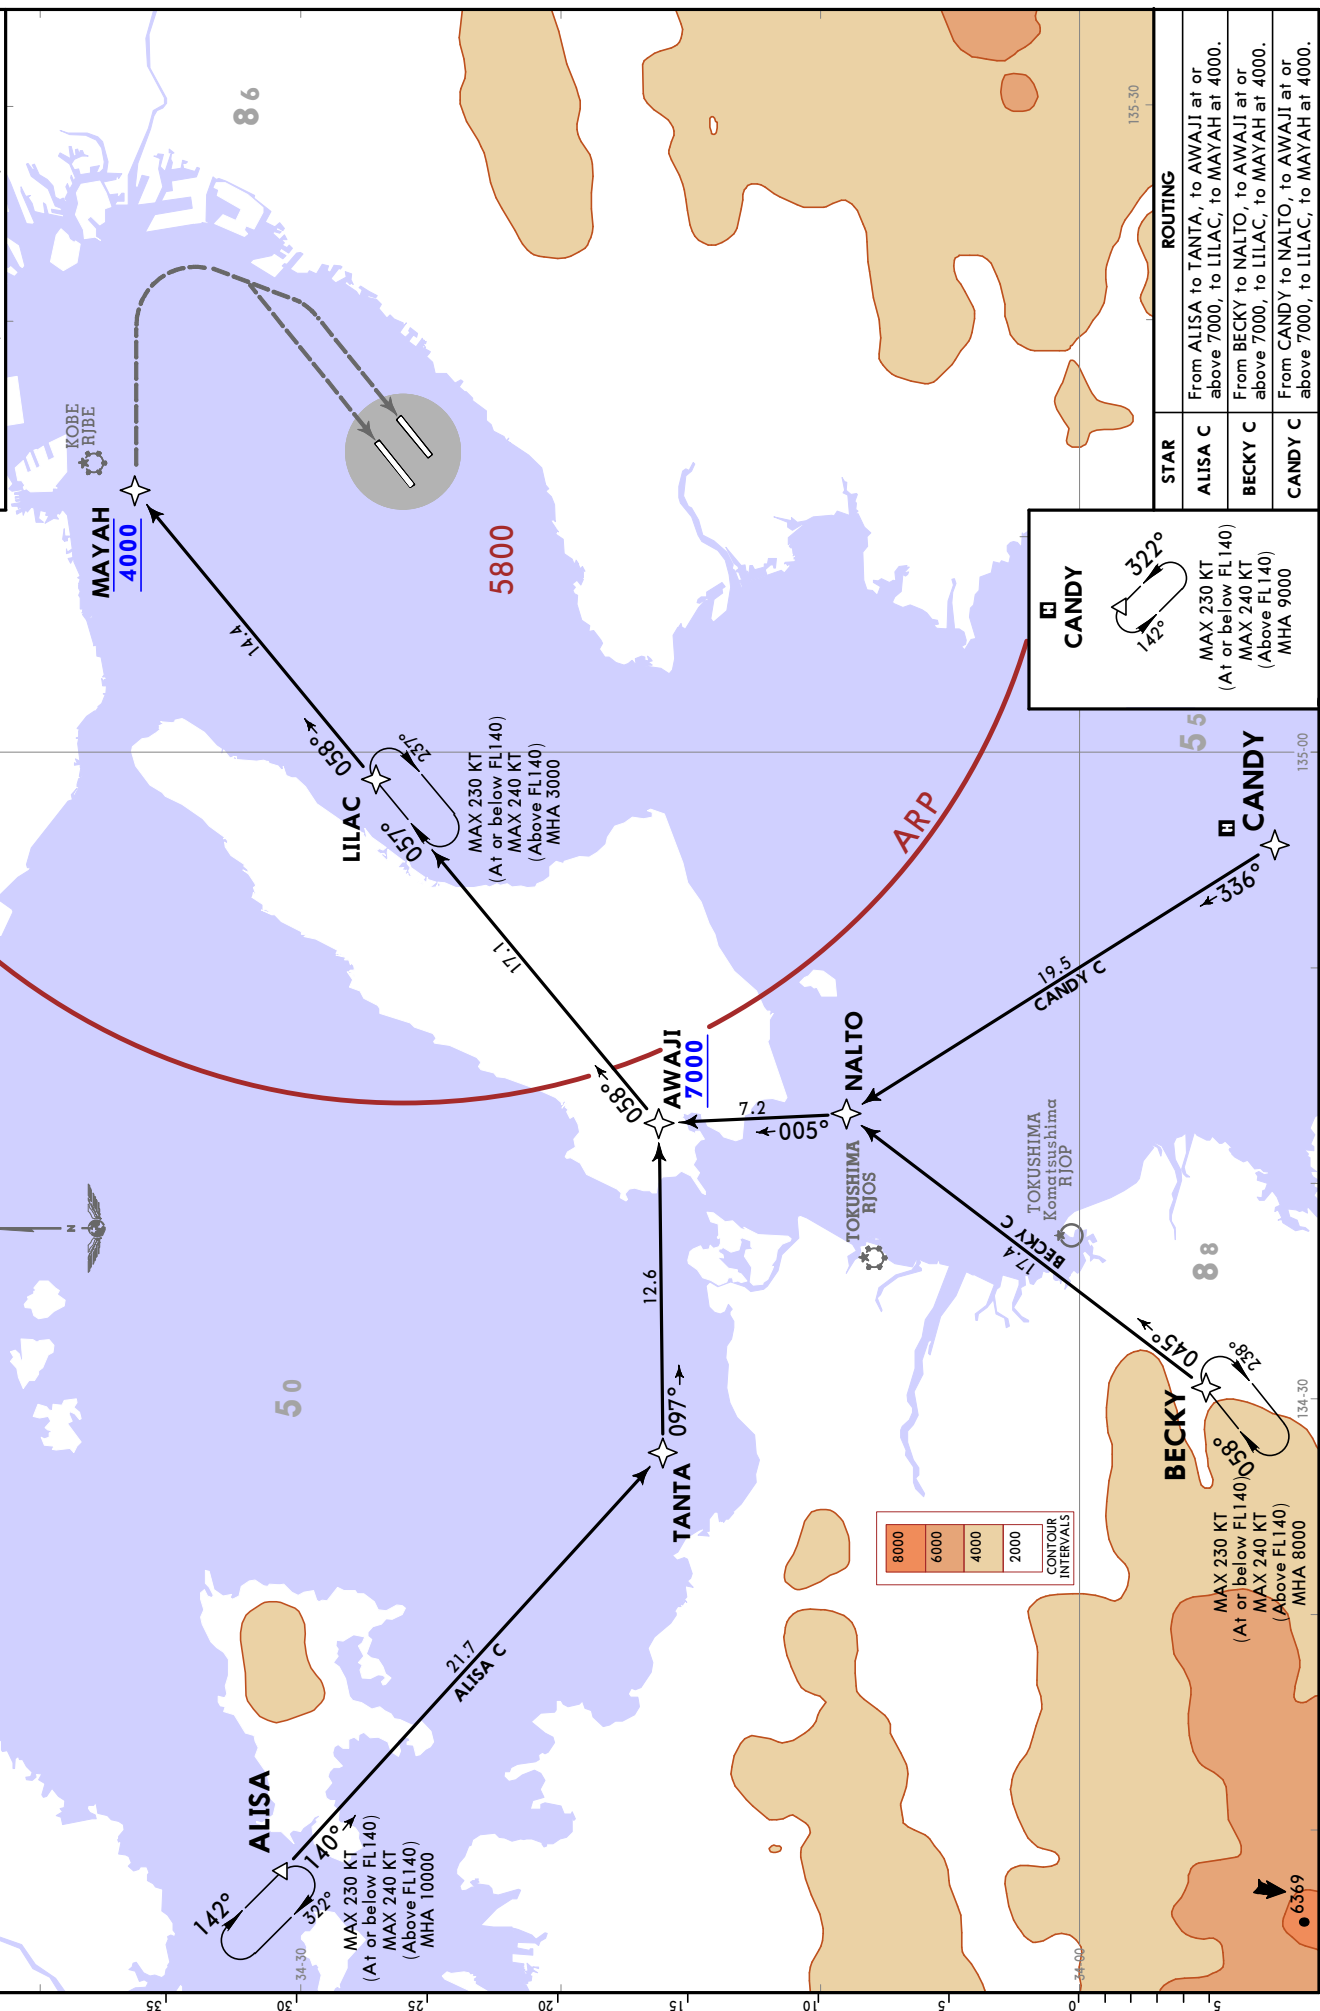 86
135-30
KOBE
RJBE
MAYAH
4000
14.4
5800
058°
LILAC
237°
057°
MAX 230 KT
(At or below FL140)
MAX 240 KT
(Above FL140)
MHA 3000
17.1
ARP
058°
AWAJI
7000
7.2
005°
NALTO
TOKUSHIMA
RJOS
TOKUSHIMA
Komatsushima
RJOP
19.5
CANDY C
336°
H
CANDY
55
135-00
H
CANDY
322°
142°
MAX 230 KT
(At or below FL140)
MAX 240 KT
(Above FL140)
MHA 9000
STAR
ROUTING
ALISA C
From ALISA to TANTA, to AWAJI at or
above 7000, to LILAC, to MAYAH at 4000.
BECKY C
From BECKY to NALTO, to AWAJI at or
above 7000, to LILAC, to MAYAH at 4000.
CANDY C
From CANDY to NALTO, to AWAJI at or
above 7000, to LILAC, to MAYAH at 4000.
N
50
12.6
097°
TANTA
17.4
BECKY C
88
045°
238°
BECKY
058°
134-30
MAX 230 KT
(At or below FL140)
MAX 240 KT
(Above FL140)
MHA 8000
8000
6000
4000
2000
CONTOUR
INTERVALS
21.7
ALISA C
ALISA
140°
142°
322°
MAX 230 KT
(At or below FL140)
MAX 240 KT
(Above FL140)
MHA 10000
34-30
34-00
6369
35
30
25
20
15
10
5
0
5